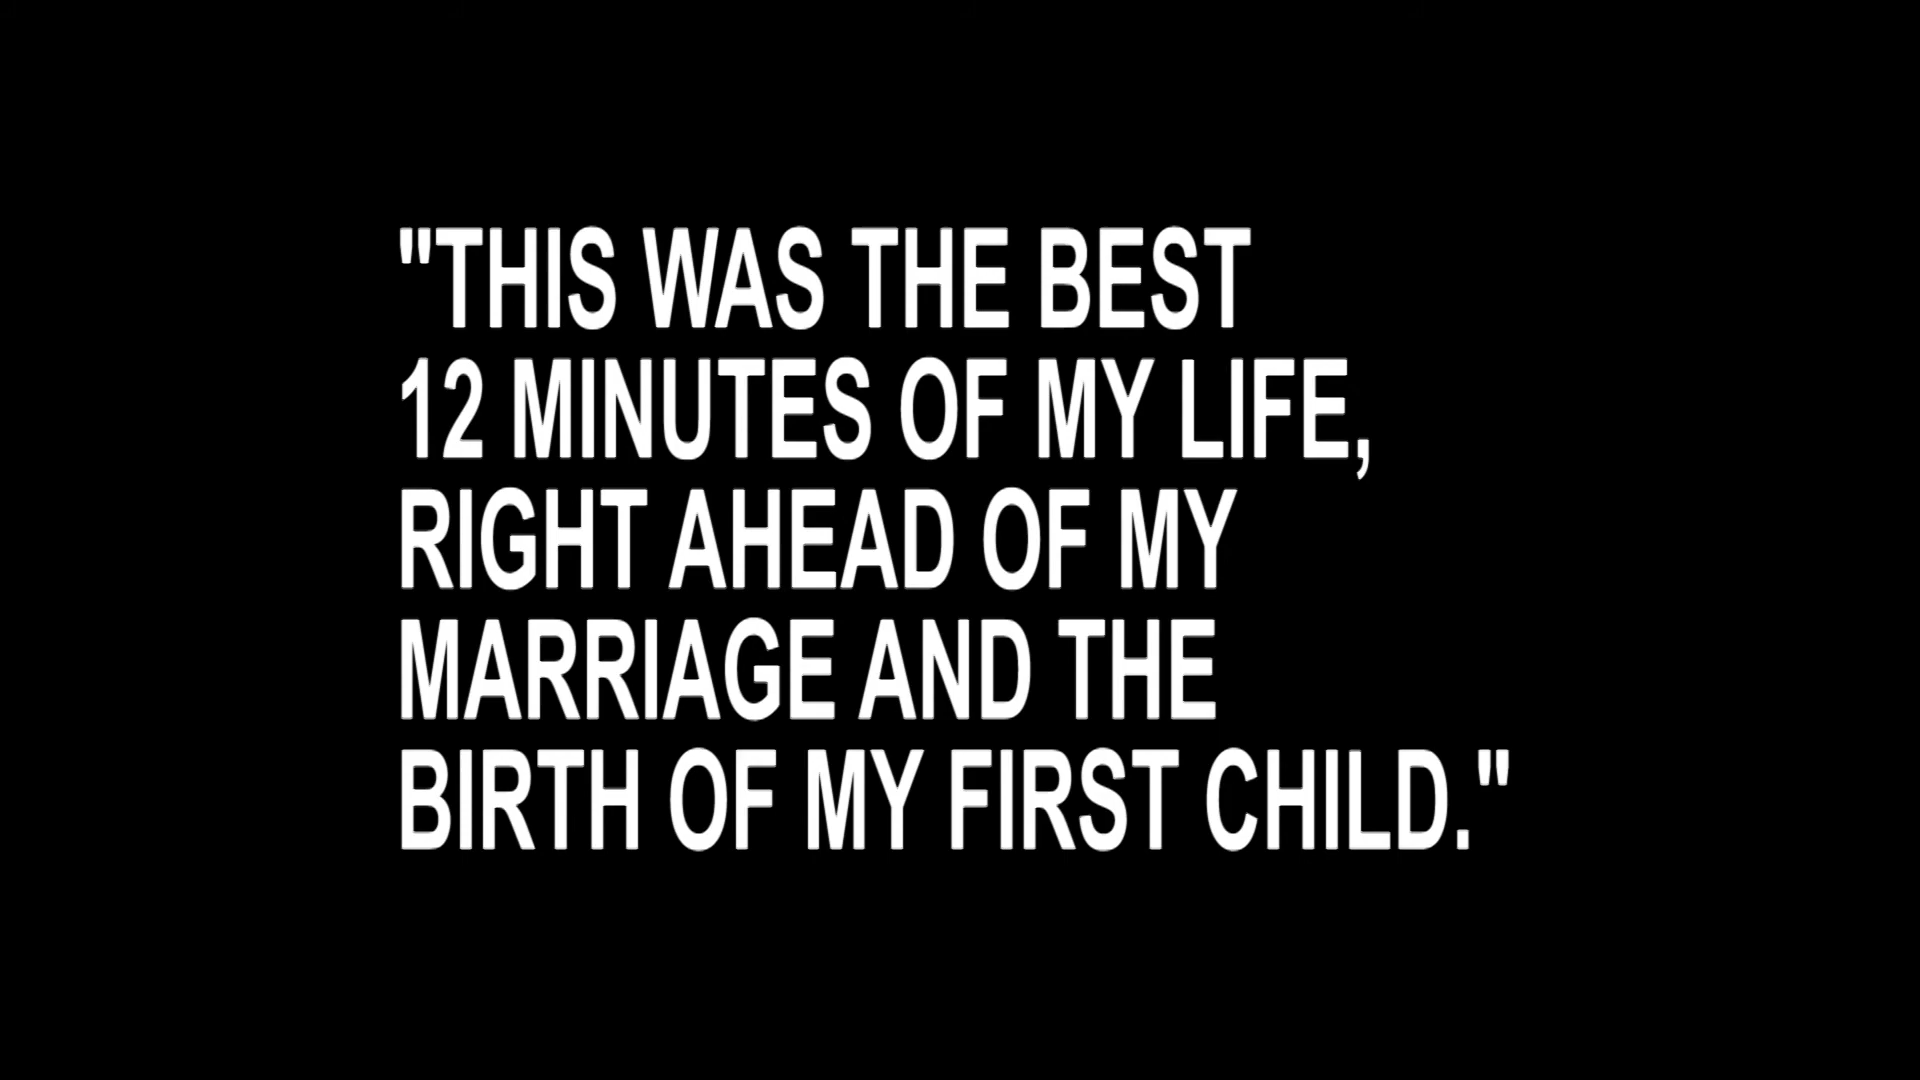 "THIS WAS THE BEST
12 MINUTES OF MY LIFE,
RIGHT AHEAD OF MY
MARRIAGE AND THE
BIRTH OF MY FIRST CHILD."